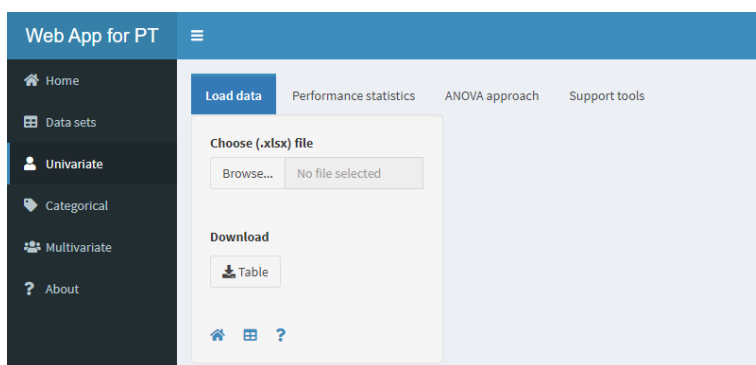 Web App for PT
Home
Data sets
Univariate
Categorical
Multivariate
? About
Load data Performance statistics ANOVA approach Support tools
Choose (.xlsx) file
Browse... No file selected
Download
Table
?